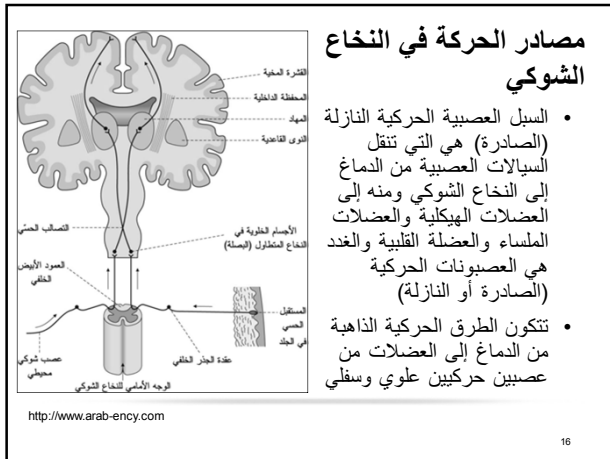 مصادر الحركة في النخاع
الشوكي
• السبل العصبية الحركية النازلة
(الصادرة) هي التي تنقل
السيالات العصبية من الدماغ
إلى النخاع الشوكي ومنه إلى
العضلات الهيكلية والعضلات
الملساء والعضلة القلبية والغدد
هي العصبونات الحركية
(الصادرة أو النازلة)
• تتكون الطرق الحركية الذاهبة
من الدماغ إلى العضلات من
عصبين حركيين علوي وسفلي
القشرة المخية
المحفظة الداخلية
المهاد
النوى القاعدية
التصالب الحسّي
الأجسام الخلوية في
النخاع المتطاول (البصلة)
العمود الأبيض
الخلفي
المستقبل
الحسي
في الجلد
عصب شوكي
محيطي
عقدة الجذر الخلفي
الوجه الأمامي للنخاع الشوكي
http://www.arab-ency.com
16